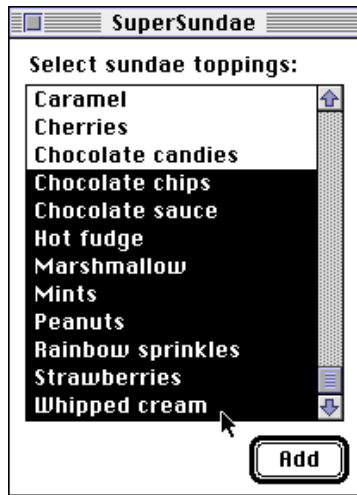 SuperSundae
Select sundae toppings:
Caramel
Cherries
Chocolate candies
Chocolate chips
Chocolate sauce
Hot fudge
Marshmallow
Mints
Peanuts
Rainbow sprinkles
Strawberries
Whipped cream
Add